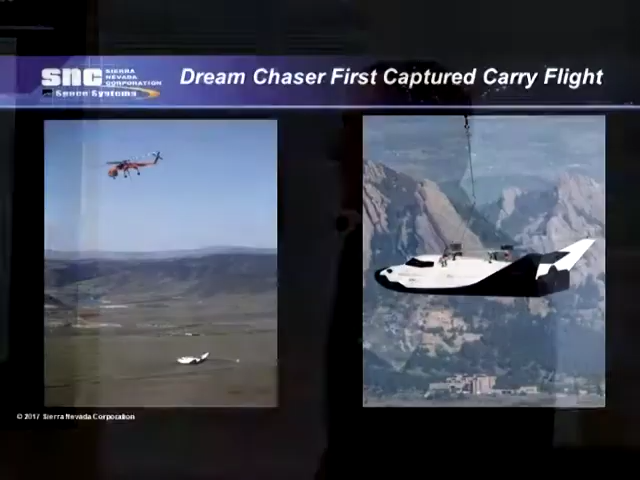 snc SIERRA
NEVADA
CORPORATION
Space Systems
Dream Chaser First Captured Carry Flight
© 2017 Sierra Nevada Corporation